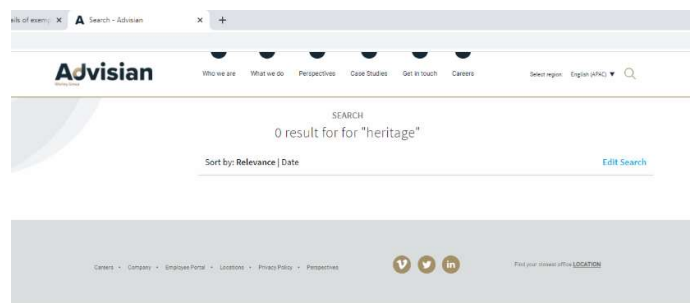 ails of exemp × Search - Advisian × +
Advisian
Who we are What we do Perspectives Case Studies Get in touch Careers Select region English (APAC)
SEARCH
0 result for for "heritage"
Sort by: Relevance | Date Edit Search
Careers • Company • Employee Portal • Locations • Privacy Policy • Perspectives Find your nearest office LOCATION